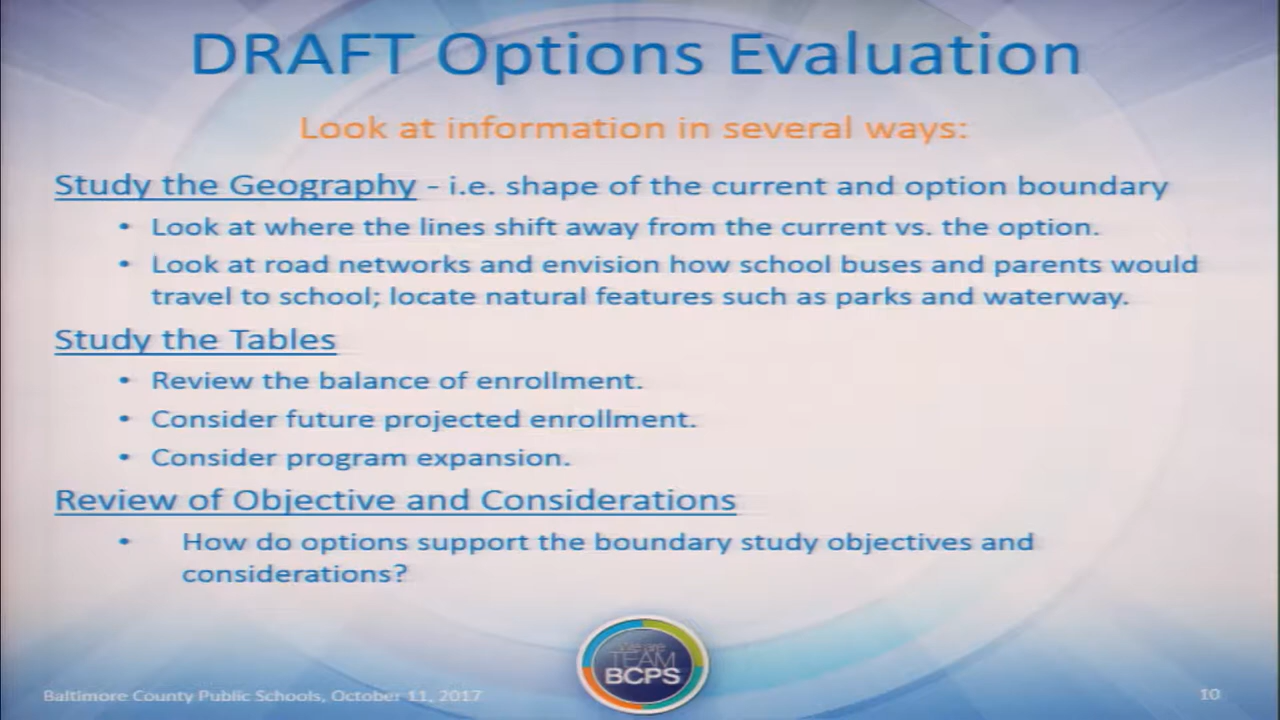 DRAFT Options Evaluation
Look at information in several ways:
Study the Geography - i.e. shape of the current and option boundary
• Look at where the lines shift away from the current vs. the option.
• Look at road networks and envision how school buses and parents would
travel to school; locate natural features such as parks and waterway.
Study the Tables
• Review the balance of enrollment.
• Consider future projected enrollment.
• Consider program expansion.
Review of Objective and Considerations
• How do options support the boundary study objectives and
considerations?
We are
TEAM
BCPS
Baltimore County Public Schools, October 11, 2017
10